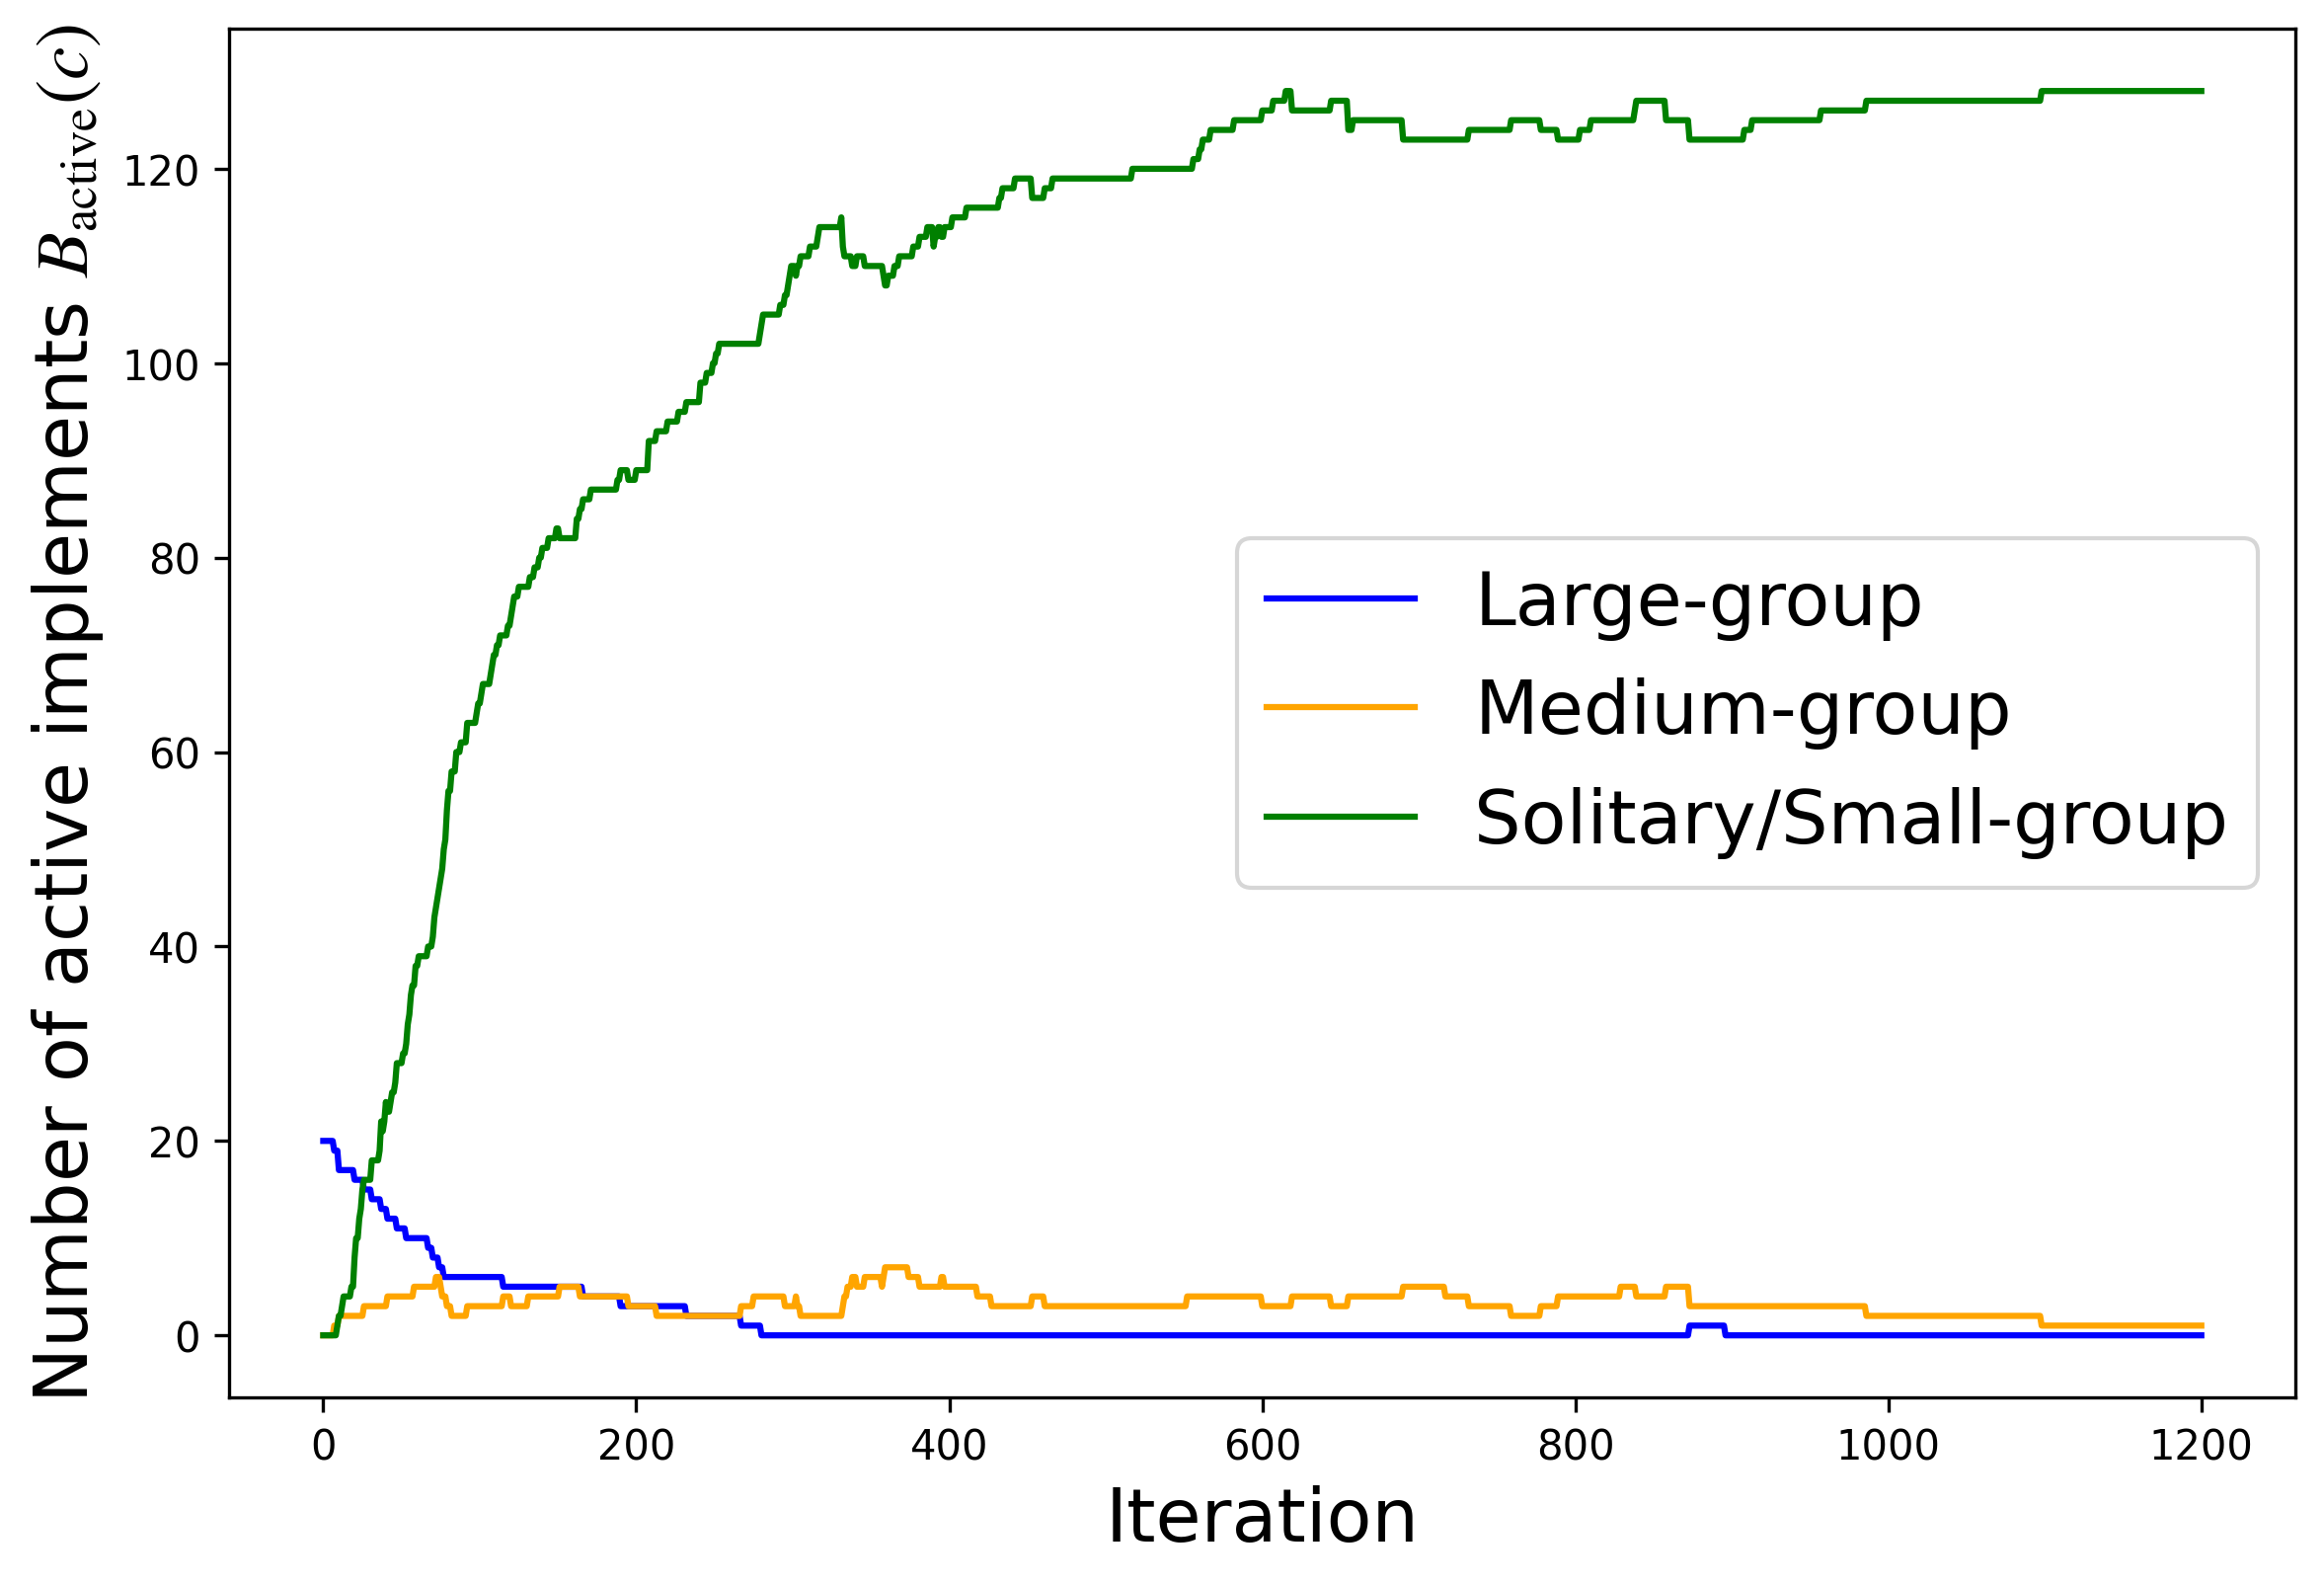 Number of active implements B_active(c)
120
100
80
60
40
20
0
Large-group
Medium-group
Solitary/Small-group
0 200 400 600 800 1000 1200
Iteration